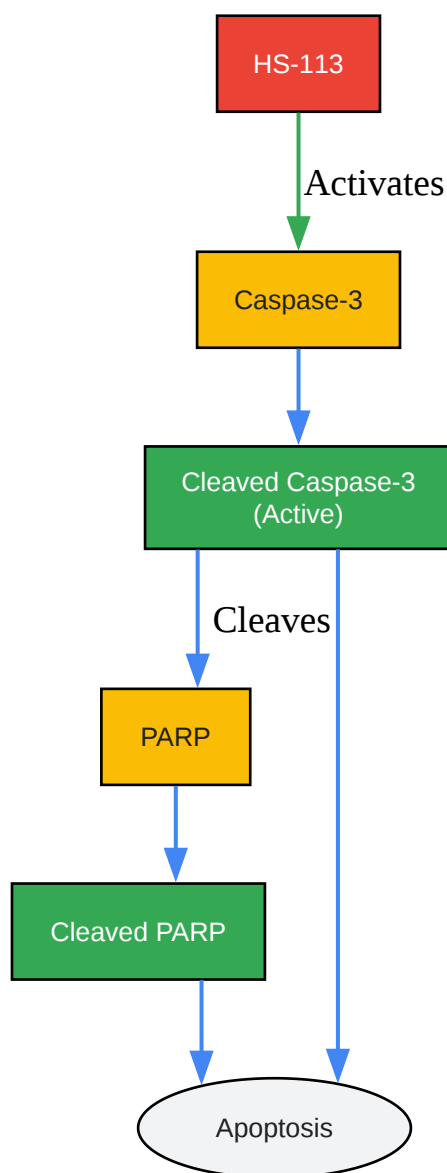 HS-113
Activates
Caspase-3
Cleaved Caspase-3
(Active)
Cleaves
PARP
Cleaved PARP
Apoptosis